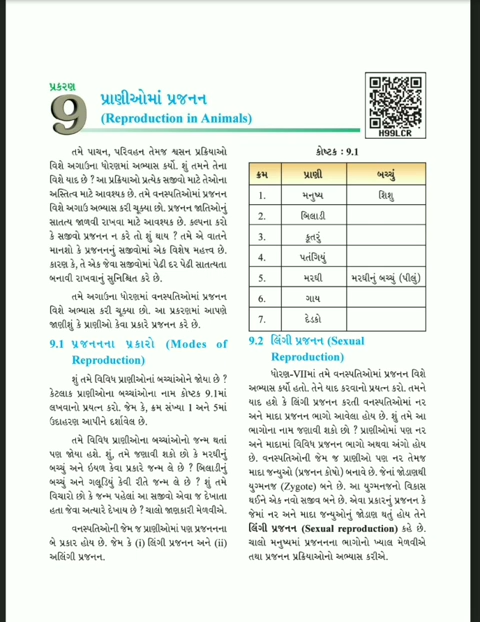 પ્રકરણ
9
પ્રાણીઓમાં પ્રજનન
(Reproduction in Animals)
H99LCR
તમે પાચન, પરિવહન તેમજ શ્વસન પ્રક્રિયાઓ
વિશે અગાઉના ધોરણમાં અભ્યાસ કર્યો. શું તમને તેના
વિશે યાદ છે ? આ પ્રક્રિયાઓ પ્રત્યેક સજીવો માટે તેઓના
અસ્તિત્વ માટે આવશ્યક છે. તમે વનસ્પતિઓમાં પ્રજનન
વિશે અગાઉ અભ્યાસ કરી ચૂક્યા છો. પ્રજનન જાતિઓનું
સાતત્ય જાળવી રાખવા માટે આવશ્યક છે. કલ્પના કરો
કે સજીવો પ્રજનન ન કરે તો શું થાય ? તમે એ વાતને
માનશો કે પ્રજનનનું સજીવોમાં એક વિશેષ મહત્ત્વ છે.
કારણ કે, તે એક જેવા સજીવોમાં પેઢી દર પેઢી સાતત્યતા
બનાવી રાખવાનું સુનિશ્ચિત કરે છે.
તમે અગાઉના ધોરણમાં વનસ્પતિઓમાં પ્રજનન
વિશે અભ્યાસ કરી ચૂક્યા છો. આ પ્રકરણમાં આપણે
જાણીશું કે પ્રાણીઓ કેવા પ્રકારે પ્રજનન કરે છે.
9.1 પ્રજનનના પ્રકારો (Modes of
Reproduction)
શું તમે વિવિધ પ્રાણીઓનાં બચ્ચાંઓને જોયા છે ?
કેટલાક પ્રાણીઓના બચ્ચાંઓના નામ કોષ્ટક 9.1માં
લખવાનો પ્રયત્ન કરો. જેમ કે, ક્રમ સંખ્યા 1 અને 5માં
ઉદાહરણ આપીને દર્શાવેલ છે.
તમે વિવિધ પ્રાણીઓના બચ્ચાંઓનો જન્મ થતાં
પણ જોયા હશે. શું, તમે જણાવી શકો છો કે મરઘીનું
બચ્ચું અને ઇયળ કેવા પ્રકારે જન્મ લે છે ? બિલાડીનું
બચ્ચું અને ગલૂડિયું કેવી રીતે જન્મ લે છે ? શું તમે
વિચારો છો કે જન્મ પહેલાં આ સજીવો એવા જ દેખાતા
હતા જેવા અત્યારે દેખાય છે ? ચાલો જાણકારી મેળવીએ.
વનસ્પતિઓની જેમ જ પ્રાણીઓમાં પણ પ્રજનનના
બે પ્રકાર હોય છે. જેમ કે (i) લિંગી પ્રજનન અને (ii)
અલિંગી પ્રજનન.
કોષ્ટક : 9.1
ક્રમ પ્રાણી બચ્ચું
1. મનુષ્ય શિશુ
2. બિલાડી
3. કૂતરું
4. પતંગિયું
5. મરઘી મરઘીનું બચ્ચું (પીલું)
6. ગાય
7. દેડકો
9.2 લિંગી પ્રજનન (Sexual
Reproduction)
ધોરણ-VIIમાં તમે વનસ્પતિઓમાં પ્રજનન વિશે
અભ્યાસ કર્યો હતો. તેને યાદ કરવાનો પ્રયત્ન કરો. તમને
યાદ હશે કે લિંગી પ્રજનન કરતી વનસ્પતિઓમાં નર
અને માદા પ્રજનન ભાગો આવેલા હોય છે. શું તમે આ
ભાગોના નામ જણાવી શકો છો ? પ્રાણીઓમાં પણ નર
અને માદામાં વિવિધ પ્રજનન ભાગો અથવા અંગો હોય
છે. વનસ્પતિઓની જેમ જ પ્રાણીઓ પણ નર તેમજ
માદા જન્યુઓ (પ્રજનન કોષો) બનાવે છે. જેનાં જોડાણથી
યુગ્મનજ (Zygote) બને છે. આ યુગ્મનજનો વિકાસ
થઈને એક નવો સજીવ બને છે. એવા પ્રકારનું પ્રજનન કે
જેમાં નર અને માદા જન્યુઓનું જોડાણ થતું હોય તેને
લિંગી પ્રજનન (Sexual reproduction) કહે છે.
ચાલો મનુષ્યમાં પ્રજનનના ભાગોનો ખ્યાલ મેળવીએ
તથા પ્રજનન પ્રક્રિયાઓનો અભ્યાસ કરીએ.